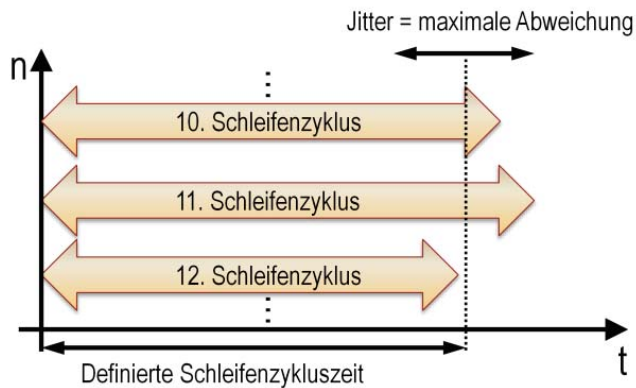 Jitter = maximale Abweichung
n
10. Schleifenzyklus
11. Schleifenzyklus
12. Schleifenzyklus
t
Definierte Schleifenzykluszeit